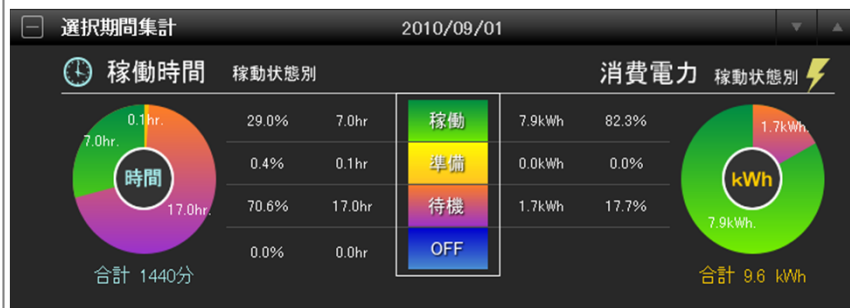 選択期間集計 2010/09/01
稼働時間 稼動状態別 消費電力 稼動状態別
0.1hr.
7.0hr.
17.0hr.
時間
合計 1440分
29.0% 7.0hr 稼働 7.9kWh 82.3%
0.4% 0.1hr 準備 0.0kWh 0.0%
70.6% 17.0hr 待機 1.7kWh 17.7%
0.0% 0.0hr OFF
1.7kWh.
kWh
7.9kWh.
合計 9.6 kWh